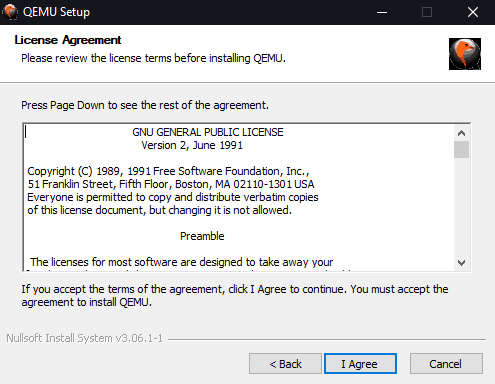 QEMU Setup
License Agreement
Please review the license terms before installing QEMU.
Press Page Down to see the rest of the agreement.
GNU GENERAL PUBLIC LICENSE
Version 2, June 1991
Copyright (C) 1989, 1991 Free Software Foundation, Inc.,
51 Franklin Street, Fifth Floor, Boston, MA 02110-1301 USA
Everyone is permitted to copy and distribute verbatim copies
of this license document, but changing it is not allowed.
Preamble
The licenses for most software are designed to take away your
If you accept the terms of the agreement, click I Agree to continue. You must accept the
agreement to install QEMU.
Nullsoft Install System v3.06.1-1
< Back
I Agree
Cancel